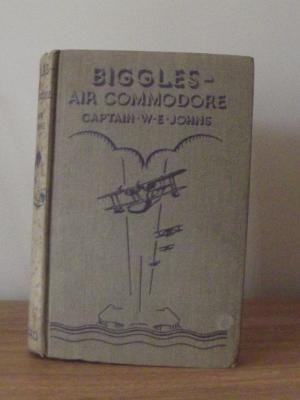 BIGGLES-
AIR COMMODORE
CAPTAIN·W·E·JOHNS